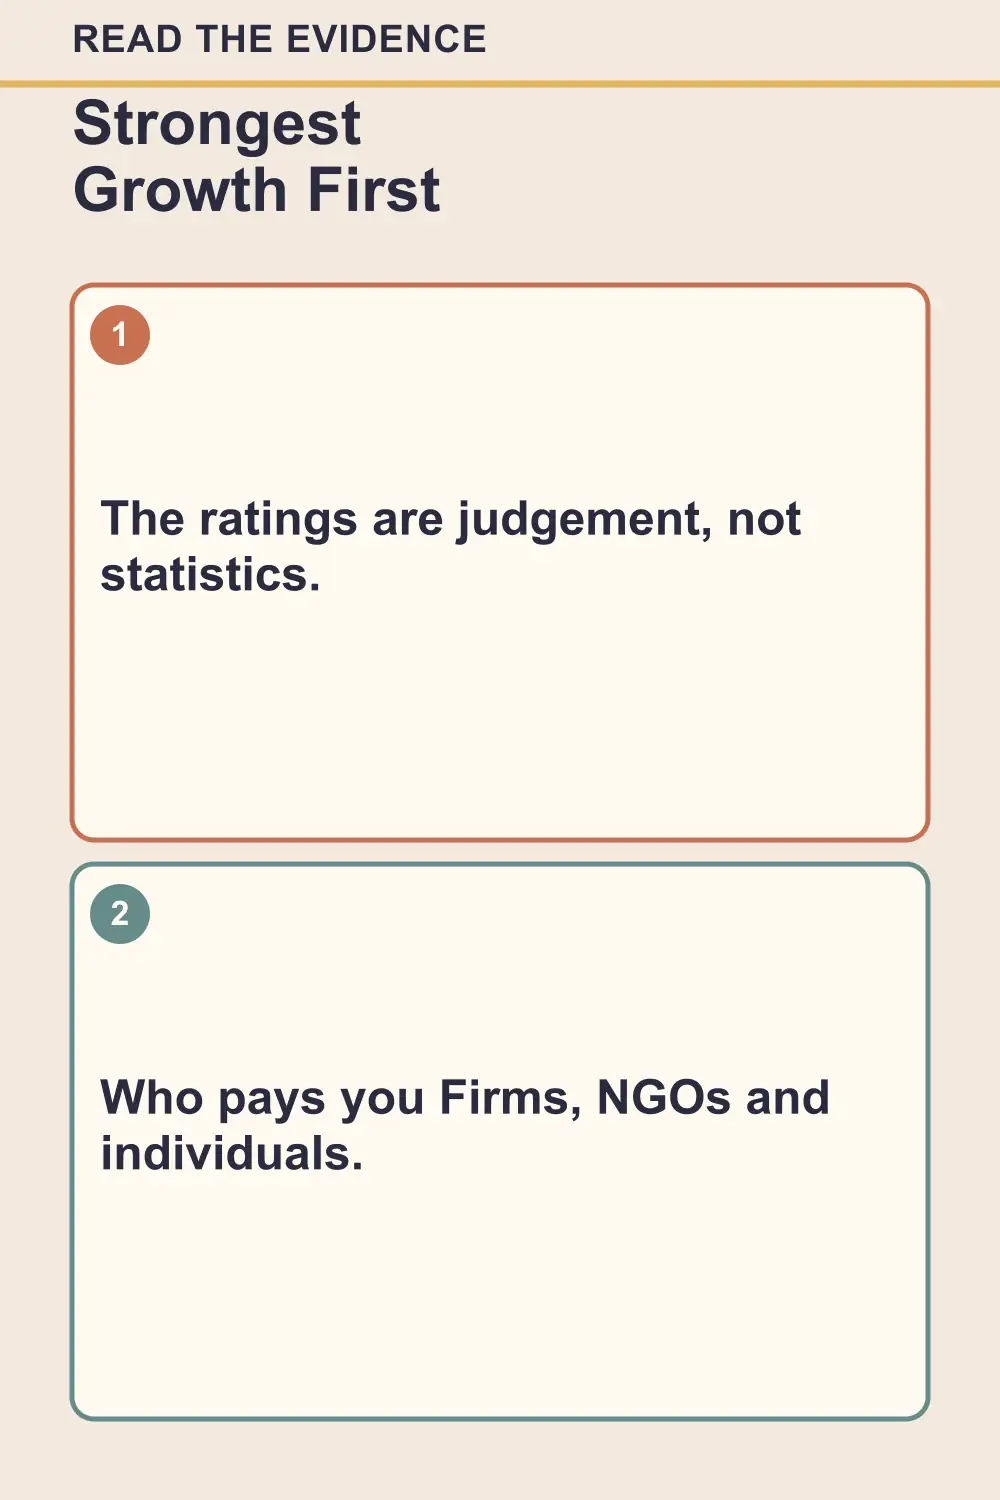 READ THE EVIDENCE
Strongest
Growth First
1
The ratings are judgement, not
statistics.
2
Who pays you Firms, NGOs and
individuals.